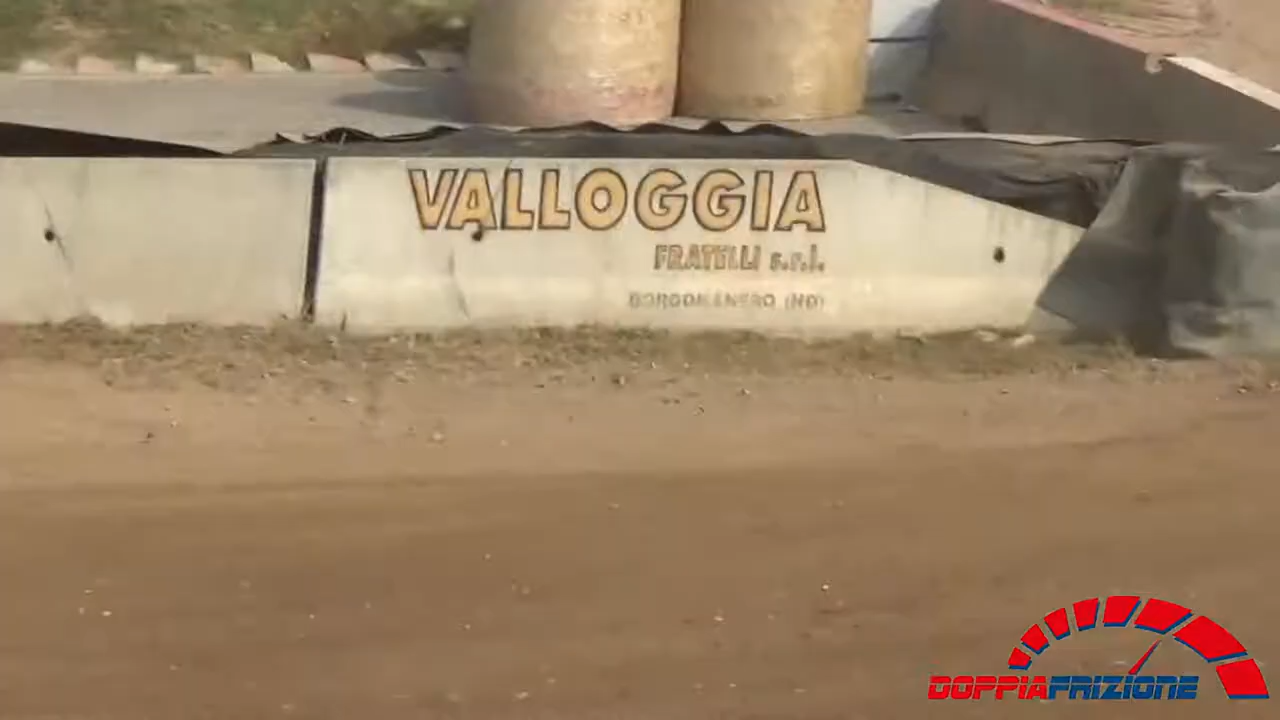 VALLOGGIA
FRATELLI s.r.l.
BORGOMANERO (NO)
DOPPIAFRIZIONE